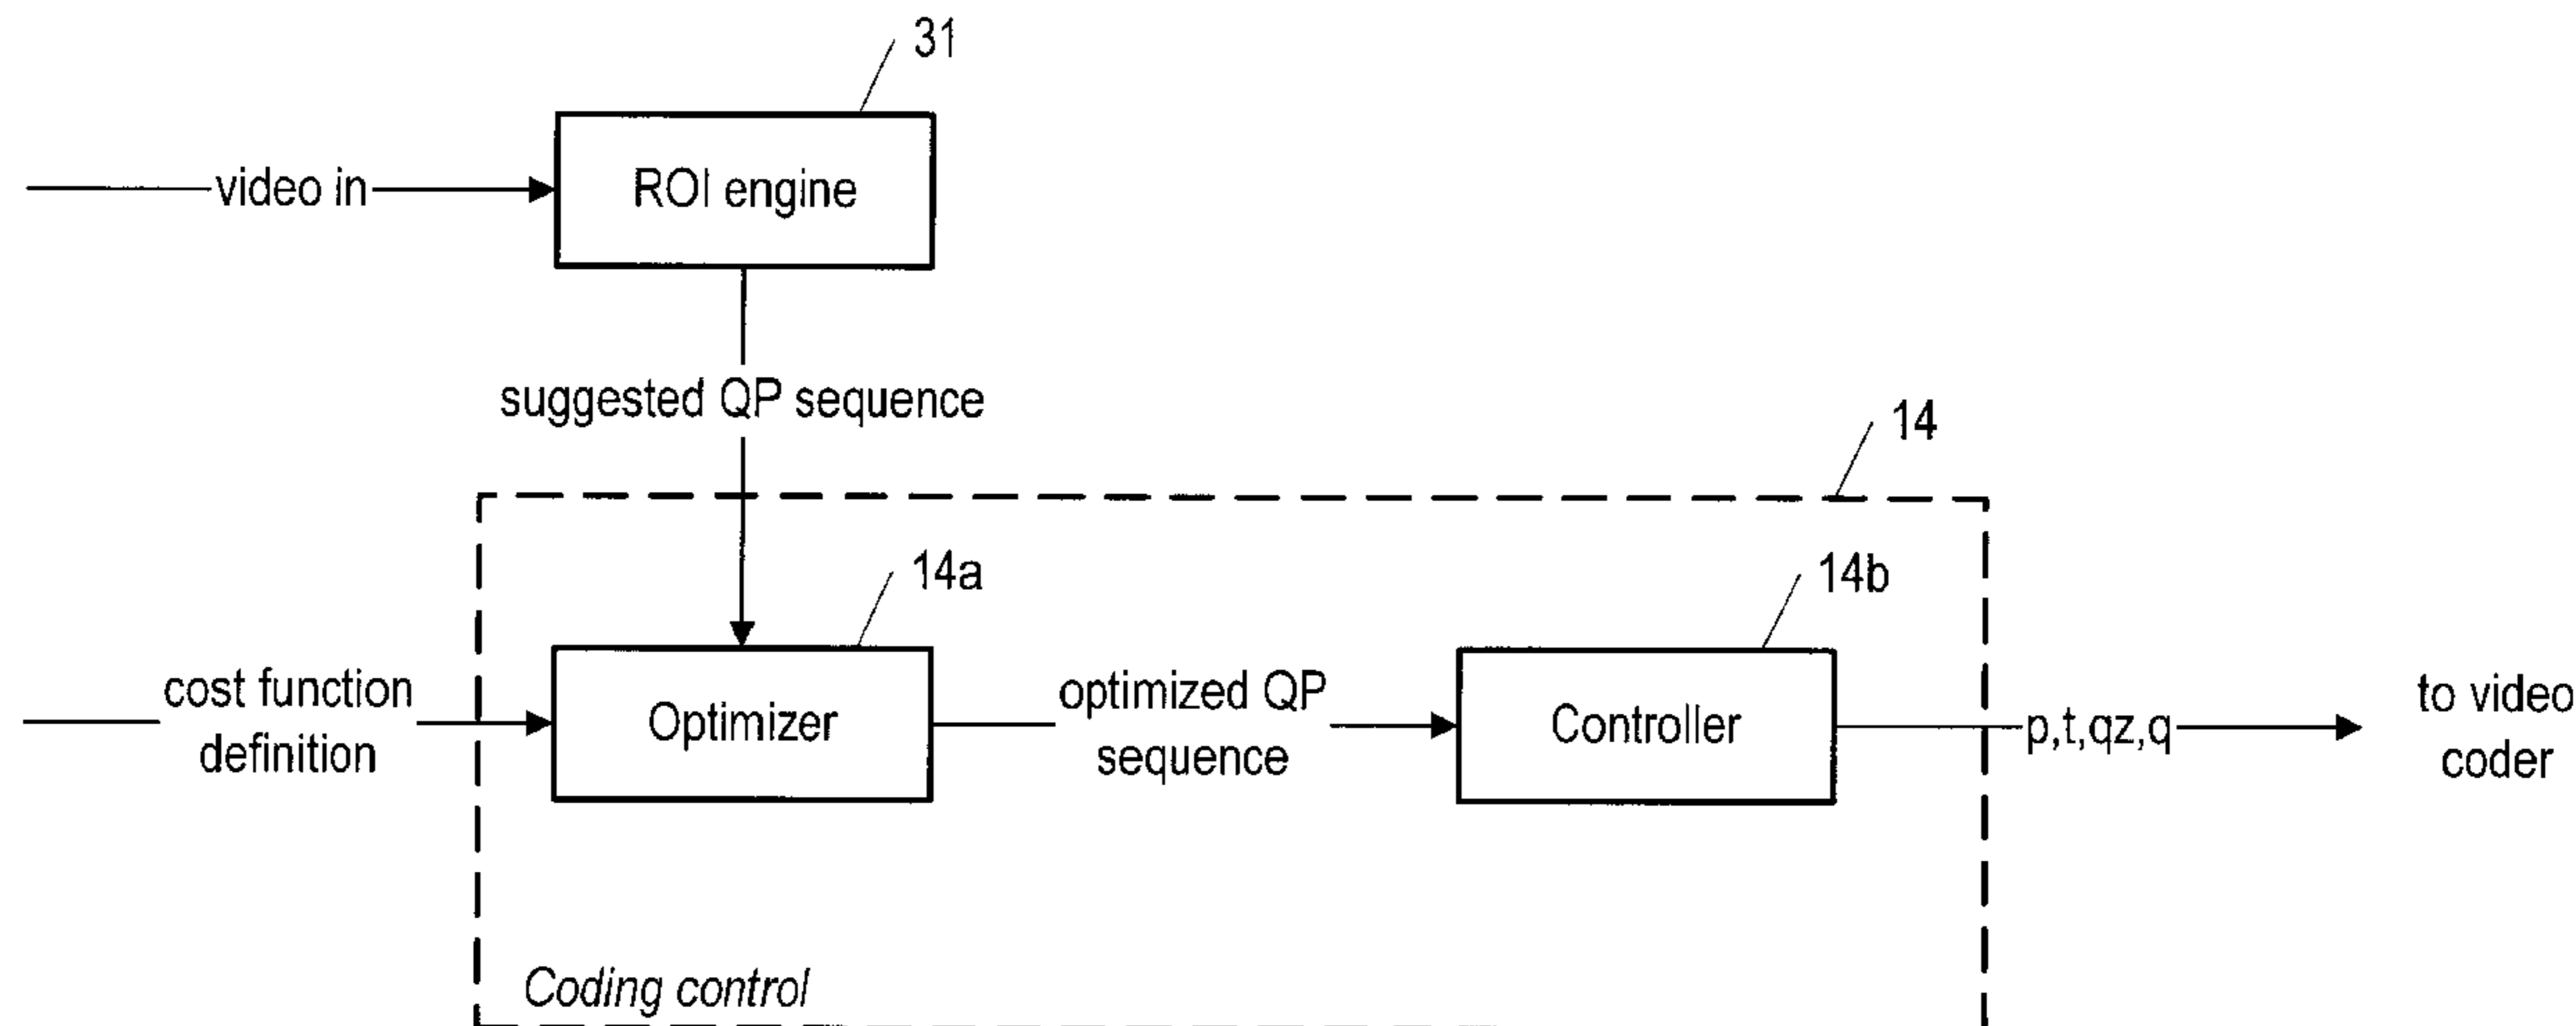 31
video in
ROI engine
suggested QP sequence
14
14a
14b
cost function
definition
Optimizer
optimized QP
sequence
Controller
p,t,qz,q
to video
coder
Coding control